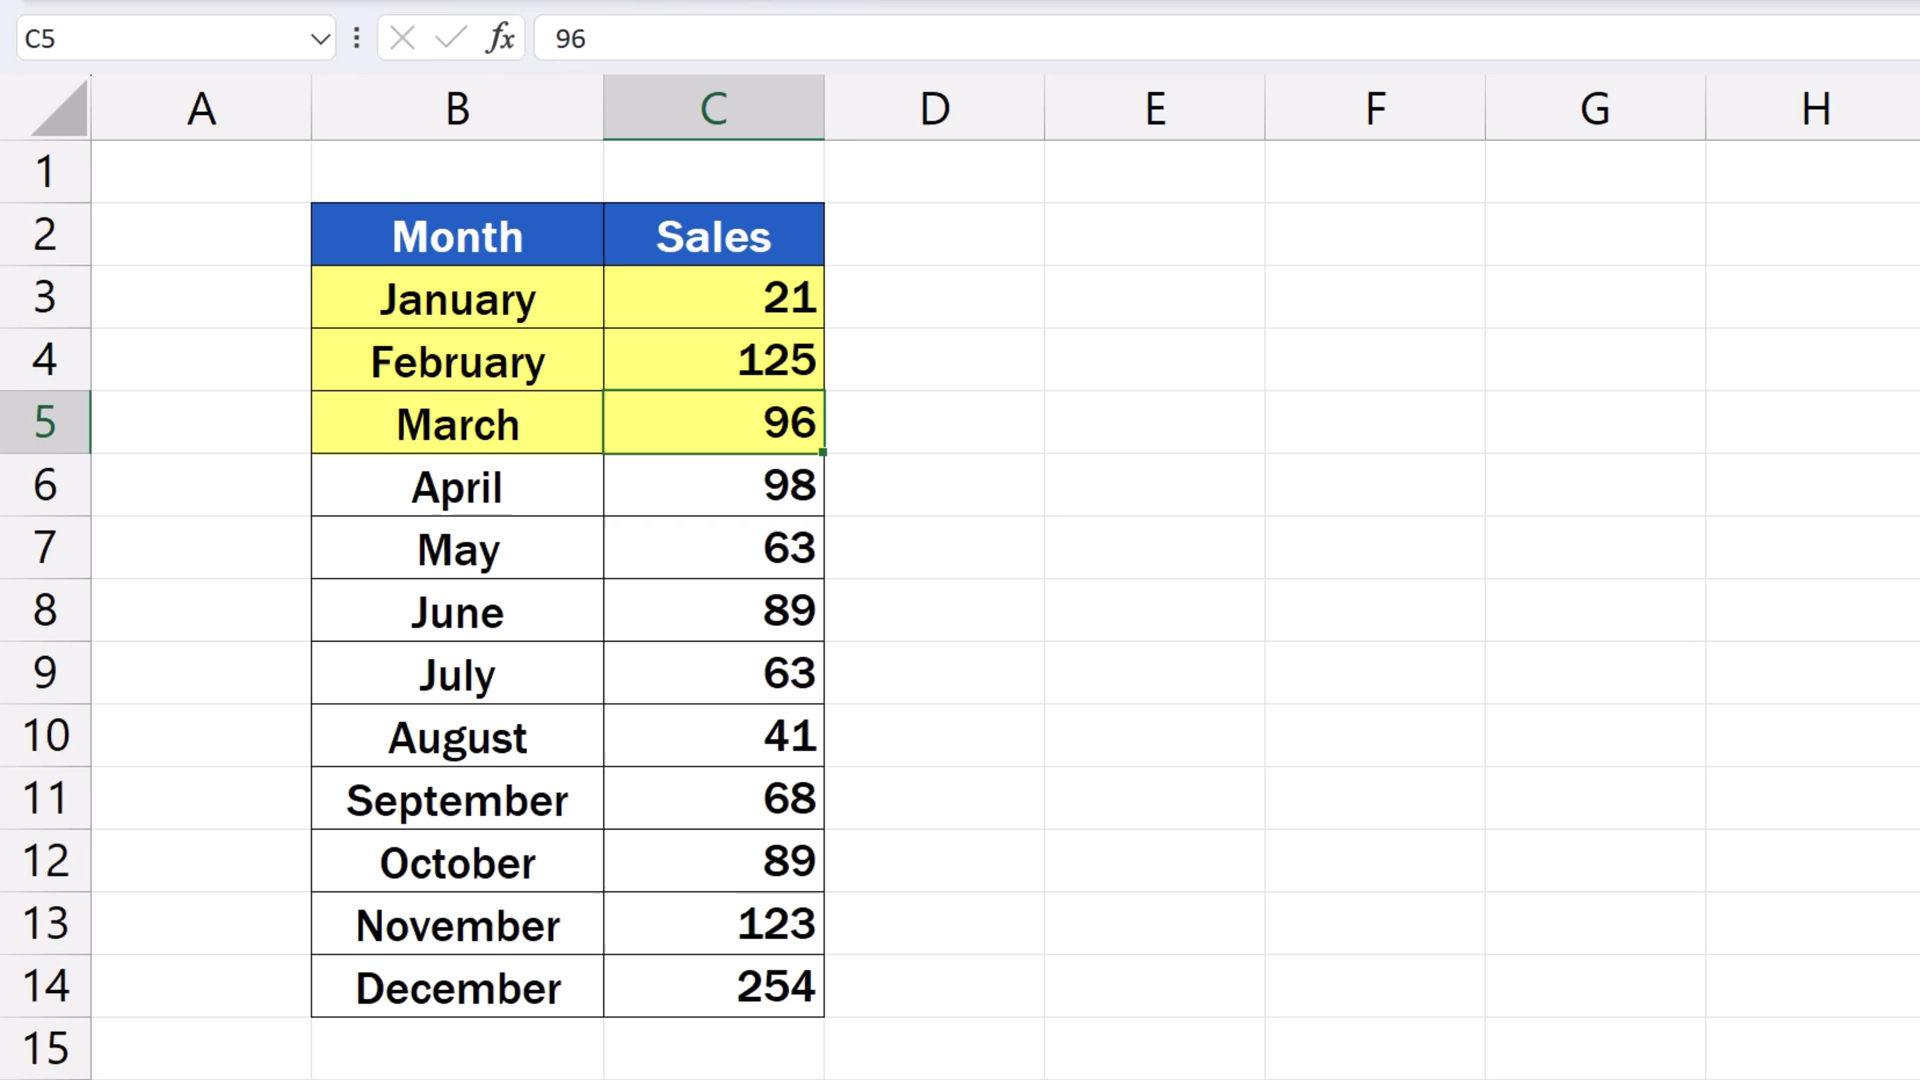 C5 fx 96
A B C D E F G H
1
2 Month Sales
3 January 21
4 February 125
5 March 96
6 April 98
7 May 63
8 June 89
9 July 63
10 August 41
11 September 68
12 October 89
13 November 123
14 December 254
15